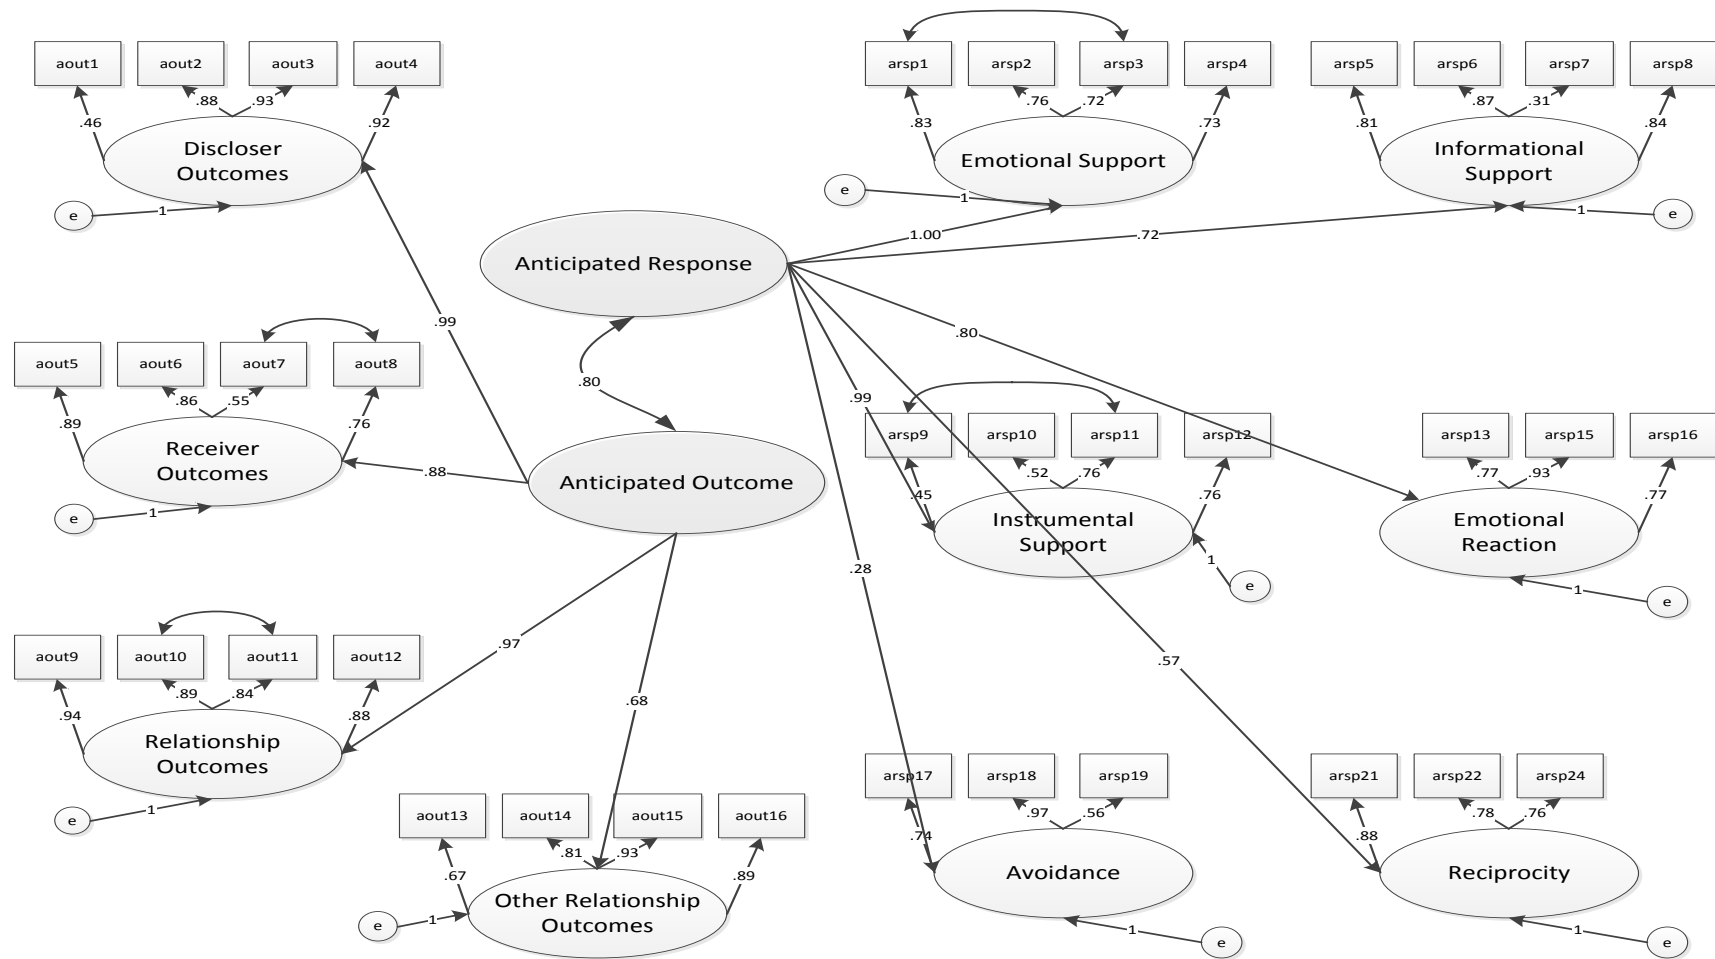 aout1
aout2
aout3
aout4
.46
.88
.93
.92
Discloser
Outcomes
e
1
arsp1
arsp2
arsp3
arsp4
.83
.76
.72
.73
Emotional Support
e
1
arsp5
arsp6
arsp7
arsp8
.81
.87
.31
.84
Informational
Support
1
e
Anticipated Response
1.00
.72
.80
.99
.28
.57
.80
.99
aout5
aout6
aout7
aout8
.89
.86
.55
.76
Receiver
Outcomes
e
1
.88
Anticipated Outcome
arsp9
arsp10
arsp11
arsp12
.45
.52
.76
.76
Instrumental
Support
1
e
arsp13
arsp15
arsp16
.77
.93
.77
Emotional
Reaction
1
e
aout9
aout10
aout11
aout12
.94
.89
.84
.88
Relationship
Outcomes
e
1
.97
.68
aout13
aout14
aout15
aout16
.67
.81
.93
.89
Other Relationship
Outcomes
e
1
arsp17
arsp18
arsp19
.74
.97
.56
Avoidance
1
e
arsp21
arsp22
arsp24
.88
.78
.76
Reciprocity
1
e